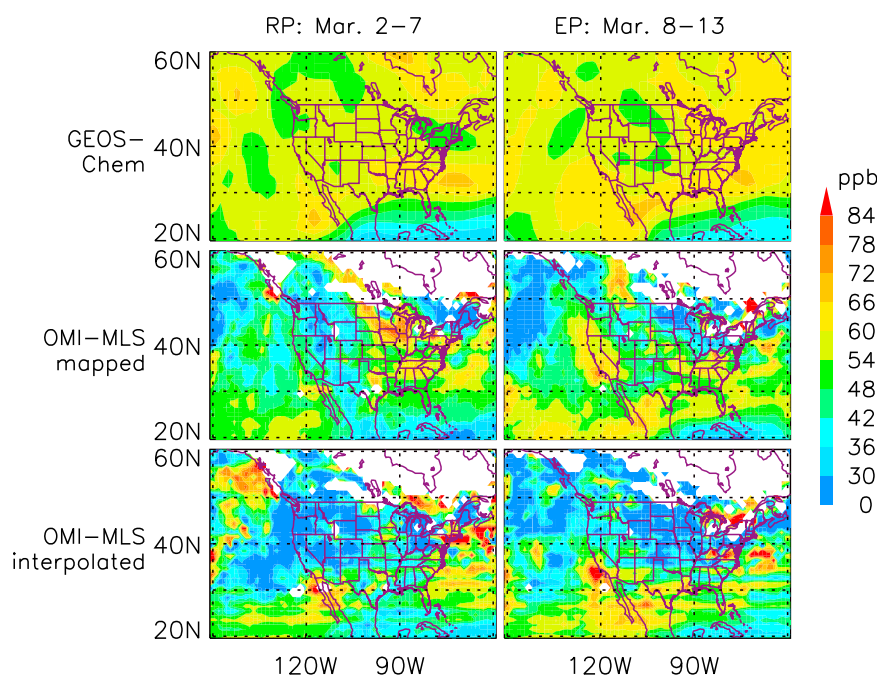 RP: Mar. 2−7 EP: Mar. 8−13
60N
GEOS−
Chem
40N
20N
ppb
84
78
72
66
60
54
48
42
36
30
0
60N
OMI−MLS
mapped
40N
20N
60N
OMI−MLS
interpolated
40N
20N
120W 90W 120W 90W